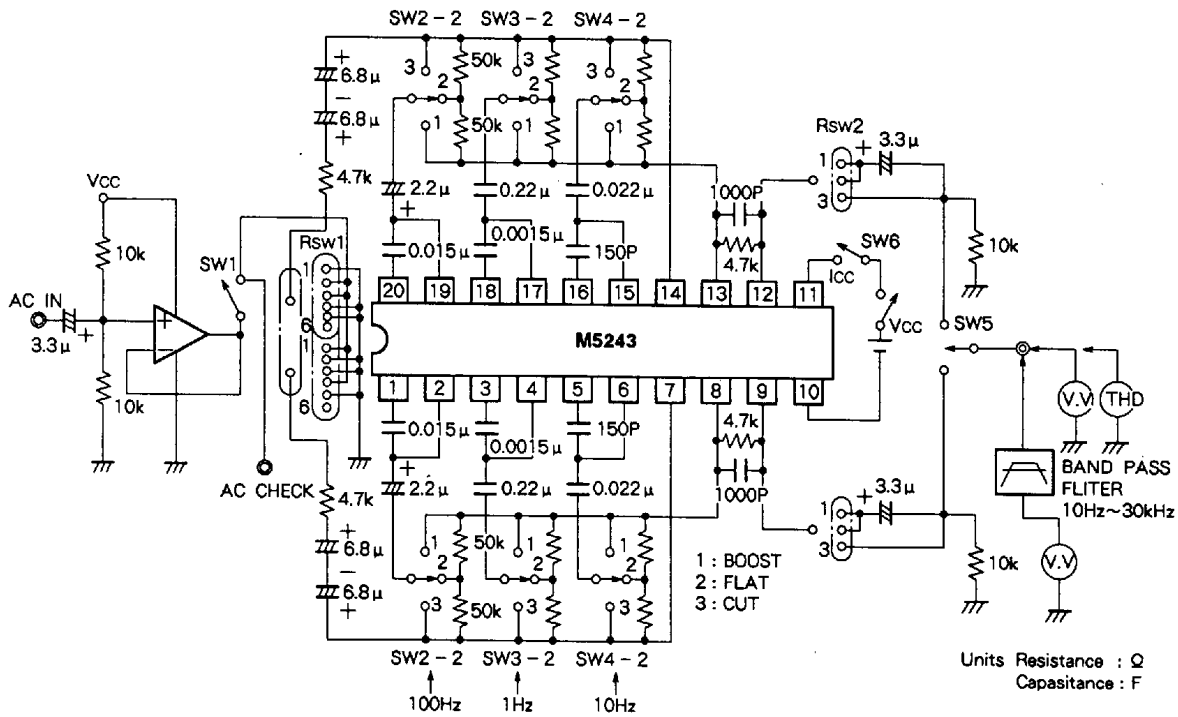 SW2-2 SW3-2 SW4-2
+
6.8μ
3
50k
3
3
2
2
2
−
6.8μ
+
1
50k
1
1
4.7k
2.2μ
+
0.22μ
0.022μ
0.015μ
0.0015μ
150P
1000P
4.7k
Rsw2
3.3μ
+
1
3
10k
SW6
ICC
VCC
SW5
VCC
10k
SW1
Rsw1
1
6
1
6
AC IN
3.3μ
+
+
−
10k
AC CHECK
20 19 18 17 16 15 14 13 12 11
M5243
1 2 3 4 5 6 7 8 9 10
0.015μ
0.0015μ
150P
4.7k
1000P
+
2.2μ
0.22μ
0.022μ
4.7k
6.8μ
+
−
6.8μ
+
1
50k
1
1
2
2
2
3
50k
3
3
1 : BOOST
2 : FLAT
3 : CUT
1
3
+
3.3μ
10k
V.V
THD
BAND PASS
FLITER
10Hz~30kHz
V.V
SW2-2 SW3-2 SW4-2
100Hz 1Hz 10Hz
Units Resistance : Ω
Capasitance : F